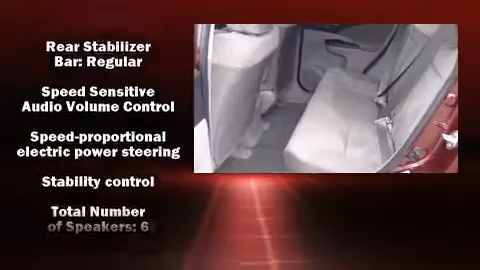 Rear Stabilizer
Bar: Regular
Speed Sensitive
Audio Volume Control
Speed-proportional
electric power steering
Stability control
Total Number
of Speakers: 6